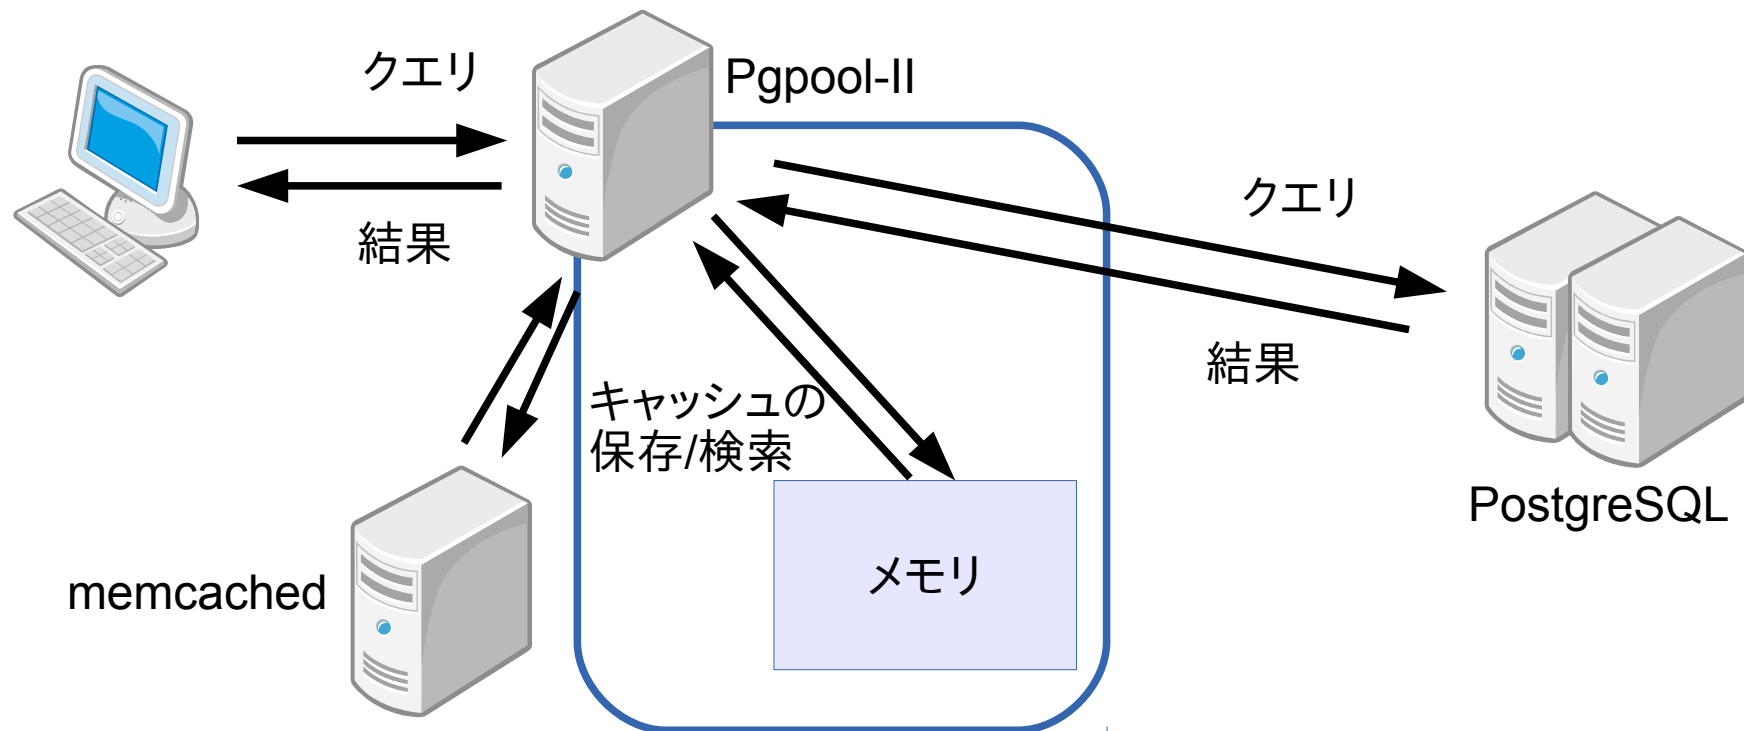 クエリ
Pgpool-II
結果
クエリ
結果
キャッシュの
保存/検索
メモリ
memcached
PostgreSQL